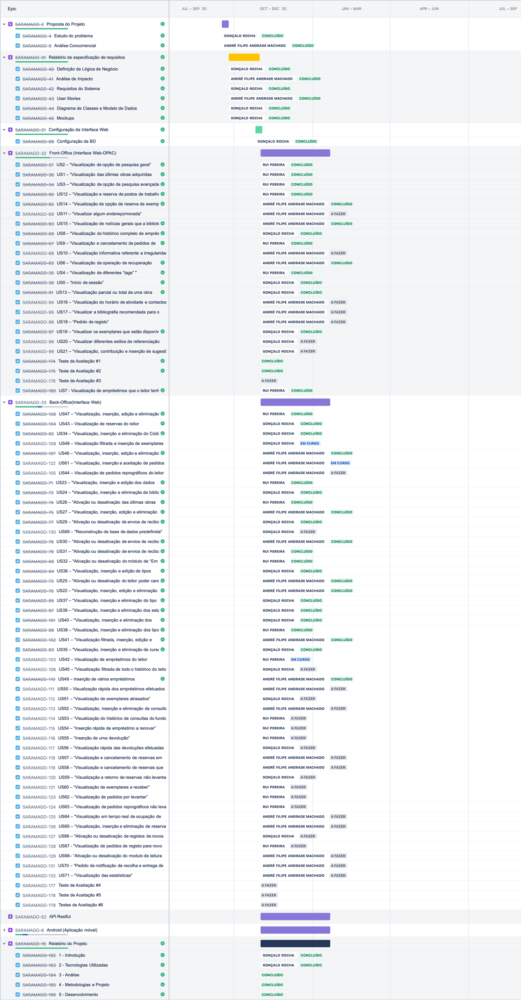 Epic JUL – SEP '20 OCT – DEC '20 JAN – MAR APR – JUN JUL – SEP
SARAMAGO-2 Proposta do Projeto
SARAMAGO-4 Estudo do problema GONÇALO ROCHA CONCLUÍDO
SARAMAGO-9 Análise Concorrencial ANDRÉ FILIPE ANDRADE MACHADO CONCLUÍDO
SARAMAGO-31 Relatório de especificação de requisitos
SARAMAGO-40 Definição da Lógica de Negócio GONÇALO ROCHA CONCLUÍDO
SARAMAGO-41 Análise de Impacto ANDRÉ FILIPE ANDRADE MACHADO CONCLUÍDO
SARAMAGO-42 Requisitos do Sistema GONÇALO ROCHA CONCLUÍDO
SARAMAGO-43 User Stories ANDRÉ FILIPE ANDRADE MACHADO CONCLUÍDO
SARAMAGO-44 Diagrama de Classes e Modelo de Dados GONÇALO ROCHA CONCLUÍDO
SARAMAGO-45 Mockups GONÇALO ROCHA CONCLUÍDO
SARAMAGO-21 Configuração da Interface Web
SARAMAGO-88 Configuração da BD GONÇALO ROCHA CONCLUÍDO
SARAMAGO-32 Front-Office (Interface Web-OPAC)
SARAMAGO-37 US2 – "Visualização de opção de pesquisa geral" RUI PEREIRA CONCLUÍDO
SARAMAGO-36 US1 – "Visualização das últimas obras adquiridas RUI PEREIRA CONCLUÍDO
SARAMAGO-34 US3 – "Visualização de opção de pesquisa avançada RUI PEREIRA CONCLUÍDO
SARAMAGO-90 US12 – "Visualização e reserva de postos de trabalho RUI PEREIRA CONCLUÍDO
SARAMAGO-92 US14 – "Visualização de opção de reserva de exemp ANDRÉ FILIPE ANDRADE MACHADO CONCLUÍDO
SARAMAGO-69 US11 – "Visualizar algum endereço/morada" ANDRÉ FILIPE ANDRADE MACHADO A FAZER
SARAMAGO-93 US15 – "Visualização de notícias gerais que a bibliote ANDRÉ FILIPE ANDRADE MACHADO CONCLUÍDO
SARAMAGO-66 US8 – "Visualização do histórico completo de emprés GONÇALO ROCHA CONCLUÍDO
SARAMAGO-67 US9 – "Visualização e cancelamento de pedidos de RUI PEREIRA CONCLUÍDO
SARAMAGO-68 US10 – "Visualização informativa referente a irregularidad ANDRÉ FILIPE ANDRADE MACHADO A FAZER
SARAMAGO-65 US6 – "Visualização da operação de recuperação ANDRÉ FILIPE ANDRADE MACHADO CONCLUÍDO
SARAMAGO-35 US4 – "Visualização de diferentes "tags" " RUI PEREIRA CONCLUÍDO
SARAMAGO-38 US5 – "Inicio de sessão" GONÇALO ROCHA CONCLUÍDO
SARAMAGO-91 US13 – "Visualização parcial ou total de uma obra GONÇALO ROCHA CONCLUÍDO
SARAMAGO-94 US16 – "Visualização do horário de atividade e contactos ANDRÉ FILIPE ANDRADE MACHADO A FAZER
SARAMAGO-95 US17 – "Visualizar a bibliografia recomendada para o ANDRÉ FILIPE ANDRADE MACHADO A FAZER
SARAMAGO-96 US18 – "Pedido de registo" ANDRÉ FILIPE ANDRADE MACHADO A FAZER
SARAMAGO-97 US19 – "Visualizar os exemplares que estão disponív GONÇALO ROCHA CONCLUÍDO
SARAMAGO-98 US20 – "Visualizar diferentes estilos de referenciação GONÇALO ROCHA A FAZER
SARAMAGO-99 US21 – "Visualização, contribuição e inserção de sugestõ GONÇALO ROCHA A FAZER
SARAMAGO-174 Teste de Aceitação #1 CONCLUÍDO
SARAMAGO-175 Teste de Aceitação #2 CONCLUÍDO
SARAMAGO-176 Teste de Aceitação #3 A FAZER
SARAMAGO-180 US7 - Visualização de empréstimos que o leitor tenh RUI PEREIRA CONCLUÍDO
SARAMAGO-33 Back-Office(Interface Web)
SARAMAGO-108 US47 – "Visualização, inserção, edição e eliminação RUI PEREIRA CONCLUÍDO
SARAMAGO-104 US43 – Visualização de reservas do leitor GONÇALO ROCHA CONCLUÍDO
SARAMAGO-82 US34 – "Visualização, inserção e eliminação do Códi GONÇALO ROCHA CONCLUÍDO
SARAMAGO-109 US48 – Visualização filtrada e inserção de exemplares GONÇALO ROCHA EM CURSO
SARAMAGO-107 US46 – "Visualização, inserção, edição e eliminação ANDRÉ FILIPE ANDRADE MACHADO CONCLUÍDO
SARAMAGO-122 US61 – "Visualização, inserção e aceitação de pedidos ANDRÉ FILIPE ANDRADE MACHADO EM CURSO
SARAMAGO-105 US44 – Visualização de pedidos reprográficos do leitor ANDRÉ FILIPE ANDRADE MACHADO A FAZER
SARAMAGO-71 US23 – "Visualização, inserção e edição dos dados RUI PEREIRA CONCLUÍDO
SARAMAGO-72 US24 – "Visualização, inserção e eliminação de biblic GONÇALO ROCHA CONCLUÍDO
SARAMAGO-74 US26 – "Ativação ou desativação das últimas obras RUI PEREIRA CONCLUÍDO
SARAMAGO-75 US27 – "Visualização, inserção, edição e eliminação ANDRÉ FILIPE ANDRADE MACHADO CONCLUÍDO
SARAMAGO-77 US29 – "Ativação ou desativação de envios de recibo GONÇALO ROCHA CONCLUÍDO
SARAMAGO-130 US69 – "Reconstrução da base de dados predefinida" GONÇALO ROCHA A FAZER
SARAMAGO-78 US30 – "Ativação ou desativação de envios de recibo ANDRÉ FILIPE ANDRADE MACHADO CONCLUÍDO
SARAMAGO-79 US31 – "Ativação ou desativação de envios de recibo RUI PEREIRA CONCLUÍDO
SARAMAGO-80 US32 – "Ativação ou desativação do módulo de "Em RUI PEREIRA CONCLUÍDO
SARAMAGO-84 US36 – "Visualização, inserção e edição de tipos GONÇALO ROCHA CONCLUÍDO
SARAMAGO-73 US25 – "Ativação ou desativação do leitor poder canc ANDRÉ FILIPE ANDRADE MACHADO CONCLUÍDO
SARAMAGO-70 US22 – "Visualização, inserção, edição e eliminação ANDRÉ FILIPE ANDRADE MACHADO CONCLUÍDO
SARAMAGO-85 US37 – "Visualização, inserção e eliminação do tipo GONÇALO ROCHA CONCLUÍDO
SARAMAGO-87 US39 – "Visualização, inserção e eliminação dos esta GONÇALO ROCHA CONCLUÍDO
SARAMAGO-101 US40 – "Visualização, inserção e eliminação dos GONÇALO ROCHA CONCLUÍDO
SARAMAGO-86 US38 – "Visualização, inserção e eliminação dos tipo RUI PEREIRA CONCLUÍDO
SARAMAGO-102 US41 – "Visualização filtrada, inserção, edição e ANDRÉ FILIPE ANDRADE MACHADO CONCLUÍDO
SARAMAGO-83 US35 – "Visualização, inserção e eliminação de curso GONÇALO ROCHA CONCLUÍDO
SARAMAGO-103 US42 – Visualização de empréstimos do leitor RUI PEREIRA EM CURSO
SARAMAGO-106 US45 – "Visualização filtrada de todo o histórico do leito GONÇALO ROCHA A FAZER
SARAMAGO-110 US49 – Inserção de vários empréstimos ANDRÉ FILIPE ANDRADE MACHADO CONCLUÍDO
SARAMAGO-111 US50 – Visualização rápida dos empréstimos efetuados ANDRÉ FILIPE ANDRADE MACHADO A FAZER
SARAMAGO-112 US51 – "Visualização de exemplares atrasados" GONÇALO ROCHA A FAZER
SARAMAGO-113 US52 – "Visualização, inserção e eliminação de consulta ANDRÉ FILIPE ANDRADE MACHADO A FAZER
SARAMAGO-114 US53 – "Visualização do histórico de consultas do fundo RUI PEREIRA A FAZER
SARAMAGO-115 US54 – "Inserção rápida de empréstimo a renovar" RUI PEREIRA A FAZER
SARAMAGO-116 US55 – "Inserção de uma devolução" RUI PEREIRA A FAZER
SARAMAGO-117 US56 – "Visualização rápida das devoluções efetuadas GONÇALO ROCHA A FAZER
SARAMAGO-118 US57 – "Visualização e cancelamento de reservas em ANDRÉ FILIPE ANDRADE MACHADO A FAZER
SARAMAGO-119 US58 – "Visualização e cancelamento de reservas que ANDRÉ FILIPE ANDRADE MACHADO A FAZER
SARAMAGO-120 US59 – "Visualização e retorno de reservas não levanta GONÇALO ROCHA A FAZER
SARAMAGO-121 US60 – "Visualização de exemplares a receber" RUI PEREIRA A FAZER
SARAMAGO-123 US62 – "Visualização de pedidos por levantar" RUI PEREIRA A FAZER
SARAMAGO-124 US63 – "Visualização de pedidos reprográficos não leva RUI PEREIRA A FAZER
SARAMAGO-125 US64 – "Visualização em tempo real de ocupação de ANDRÉ FILIPE ANDRADE MACHADO A FAZER
SARAMAGO-126 US65 – "Visualização, inserção e eliminação de reserva ANDRÉ FILIPE ANDRADE MACHADO A FAZER
SARAMAGO-127 US66 – "Ativação ou desativação de registos de novos GONÇALO ROCHA A FAZER
SARAMAGO-128 US67 - "Visualização de pedidos de registo para novo RUI PEREIRA A FAZER
SARAMAGO-129 US68– "Ativação ou desativação do modulo de leitura ANDRÉ FILIPE ANDRADE MACHADO A FAZER
SARAMAGO-131 US70 – "Pedido de notificação de recolha e entrega de ANDRÉ FILIPE ANDRADE MACHADO A FAZER
SARAMAGO-132 US71 – "Visualização das estatísticas" ANDRÉ FILIPE ANDRADE MACHADO A FAZER
SARAMAGO-177 Teste de Aceitação #4 A FAZER
SARAMAGO-178 Teste de Aceitação #5 A FAZER
SARAMAGO-179 Testes de Aceitação #6 A FAZER
SARAMAGO-52 API Restful
SARAMAGO-6 Android (Aplicação móvel)
SARAMAGO-16 Relatório do Projeto
SARAMAGO-182 1 - Introdução GONÇALO ROCHA CONCLUÍDO
SARAMAGO-183 2 - Tecnologias Utilizadas GONÇALO ROCHA CONCLUÍDO
SARAMAGO-184 3 - Análise CONCLUÍDO
SARAMAGO-185 4 - Metodologias e Projeto CONCLUÍDO
SARAMAGO-186 5 - Desenvolvimento CONCLUÍDO